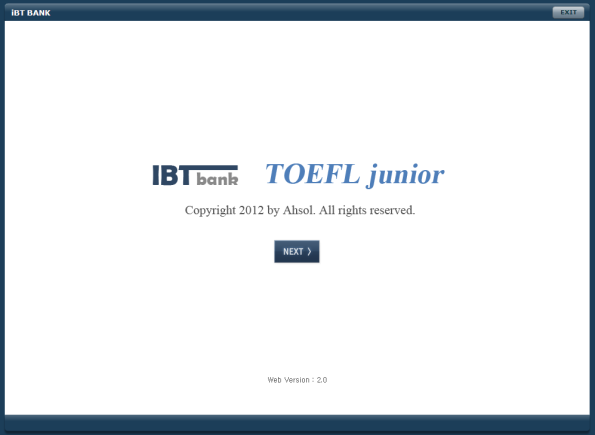 iBT BANK
EXIT
IBT bank
TOEFL junior
Copyright 2012 by Ahsol. All rights reserved.
NEXT >
Web Version : 2.0